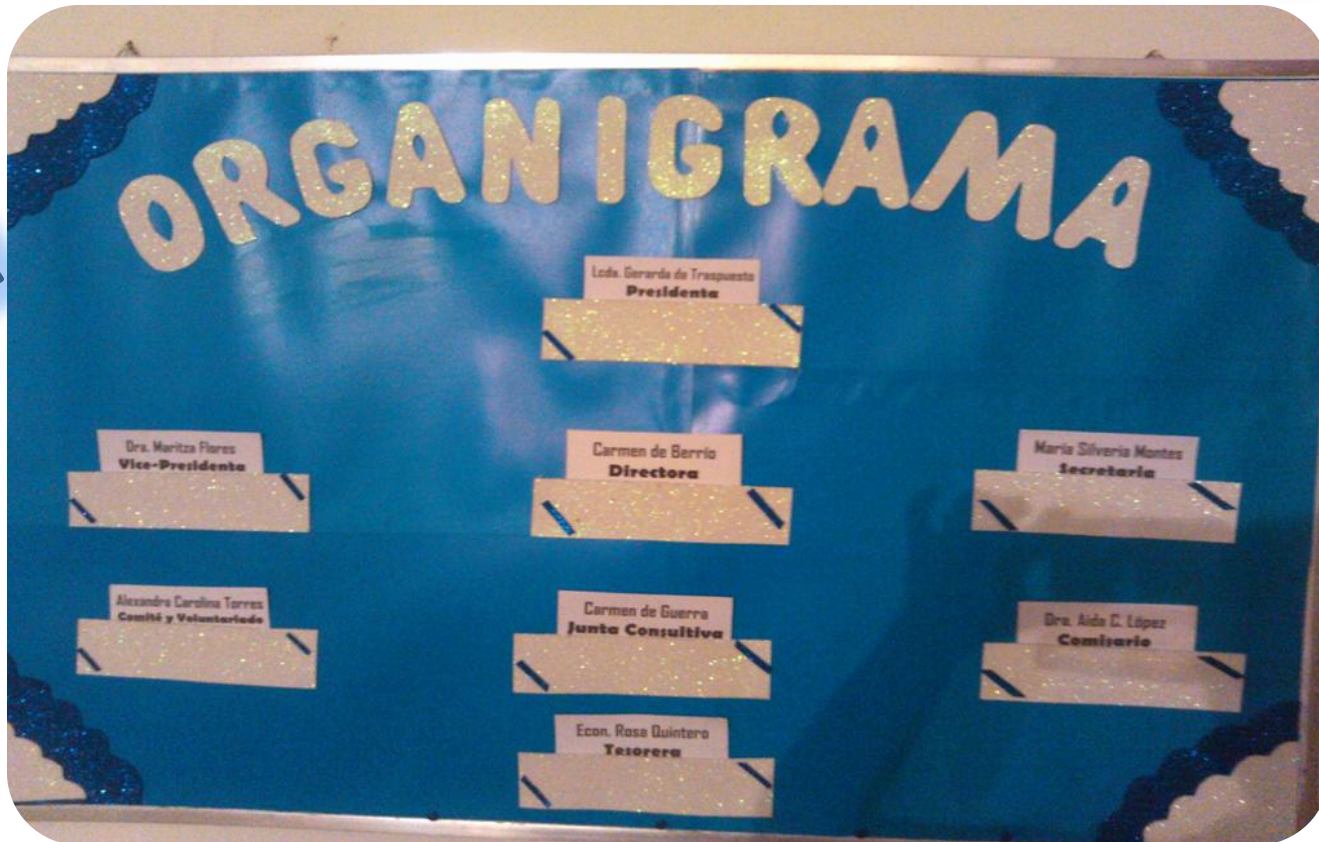 ORGANIGRAMA
Lcda. Gerarda de Traspuesto
Presidenta
Dra. Maritza Flores
Vice-Presidenta
Carmen de Berrío
Directora
María Silveria Montes
Secretaria
Alexandra Carolina Torres
Comité y Voluntariado
Carmen de Guerra
Junta Consultiva
Dra. Aida C. López
Comisario
Econ. Rosa Quintero
Tesorera